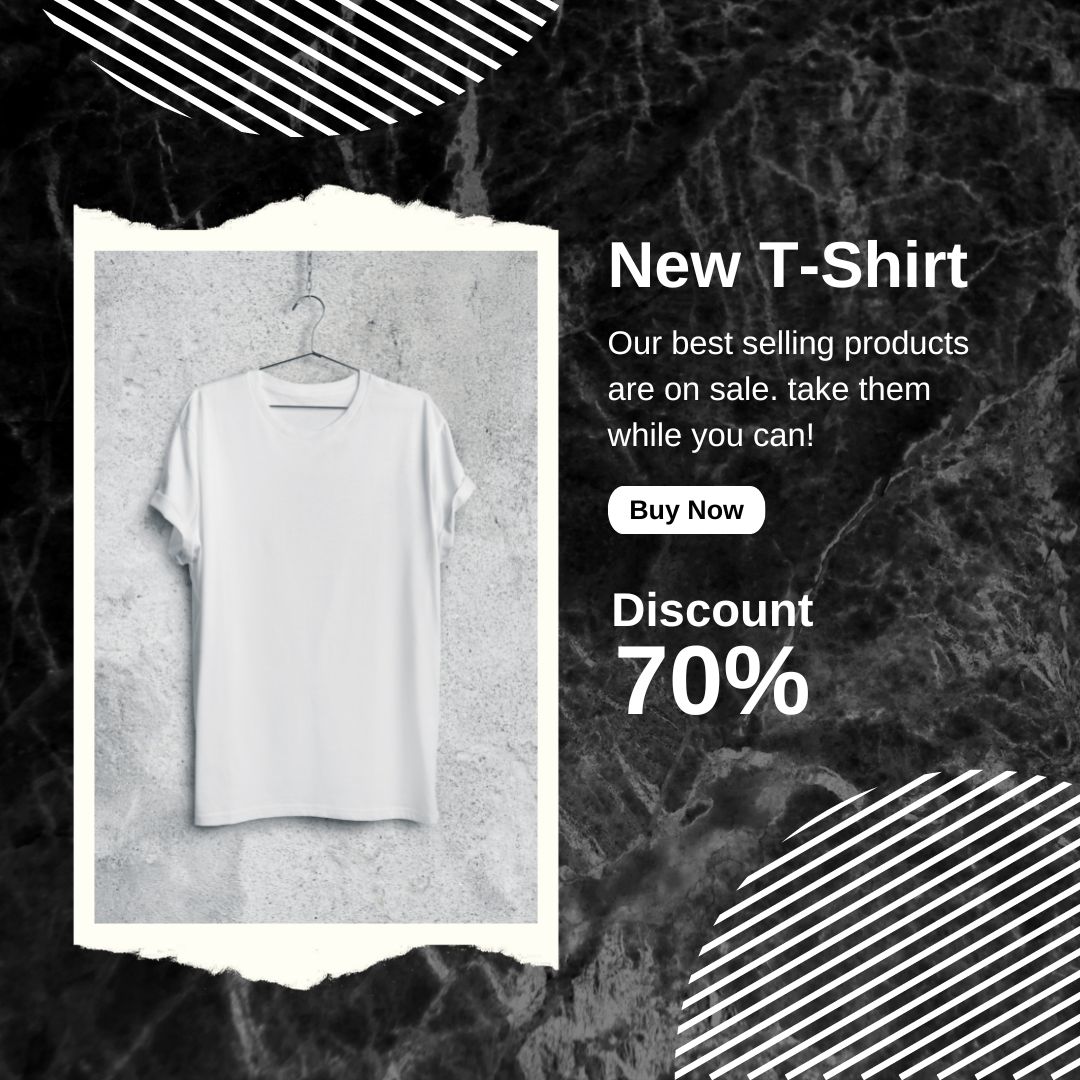 New T-Shirt
Our best selling products
are on sale. take them
while you can!
Buy Now
Discount
70%